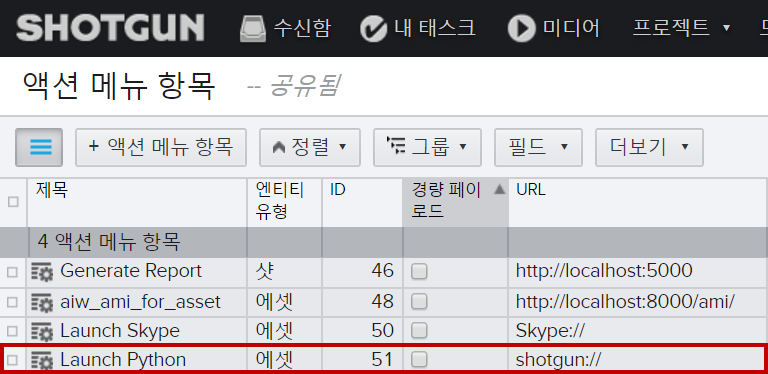 SHOTGUN 수신함 내 태스크 미디어 프로젝트
액션 메뉴 항목 -- 공유됨
+ 액션 메뉴 항목 정렬 그룹 필드 더보기
제목 엔티티 유형 ID 경량 페이로드 URL
4 액션 메뉴 항목
Generate Report 샷 46 http://localhost:5000
aiw_ami_for_asset 에셋 48 http://localhost:8000/ami/
Launch Skype 에셋 50 Skype://
Launch Python 에셋 51 shotgun://